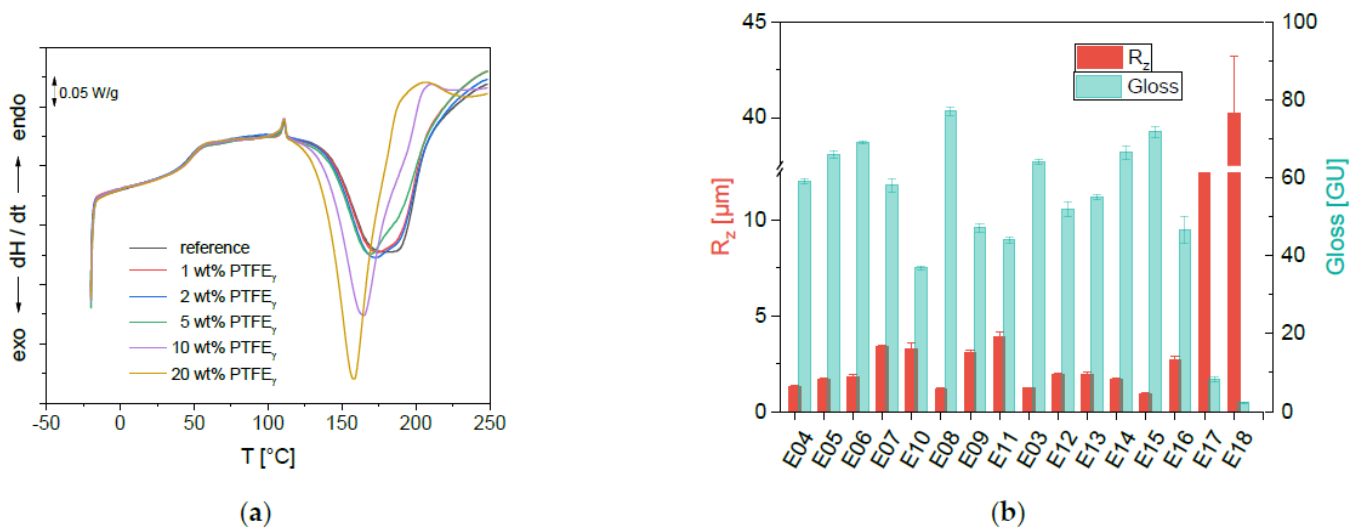 0.05 W/g
exo ← dH / dt → endo
reference
1 wt% PTFEγ
2 wt% PTFEγ
5 wt% PTFEγ
10 wt% PTFEγ
20 wt% PTFEγ
-50 0 50 100 150 200 250
T [°C]
(a)
45
40
10
5
0
Rz [µm]
Rz
Gloss
100
80
60
40
20
0
Gloss [GU]
E04 E05 E06 E07 E10 E08 E09 E11 E03 E12 E13 E14 E15 E16 E17 E18
(b)